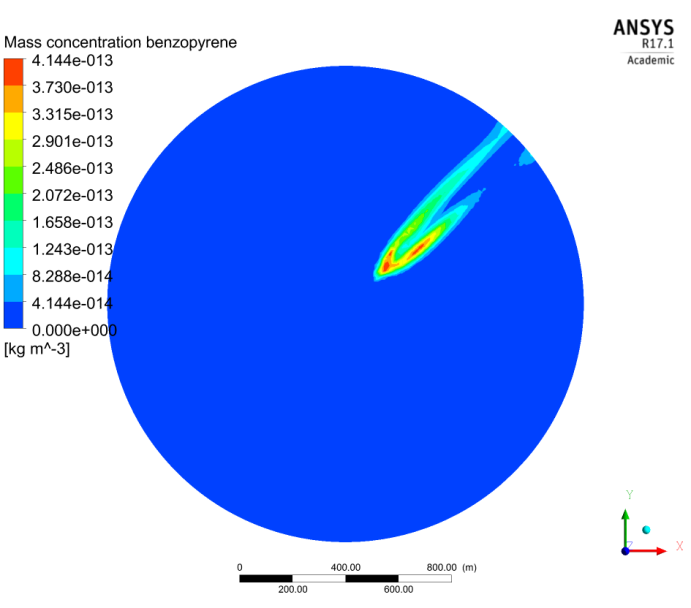 ANSYS
R17.1
Academic
Mass concentration benzopyrene
4.144e-013
3.730e-013
3.315e-013
2.901e-013
2.486e-013
2.072e-013
1.658e-013
1.243e-013
8.288e-014
4.144e-014
0.000e+000
[kg m^-3]
Y
Z
X
0 400.00 800.00 (m)
200.00 600.00